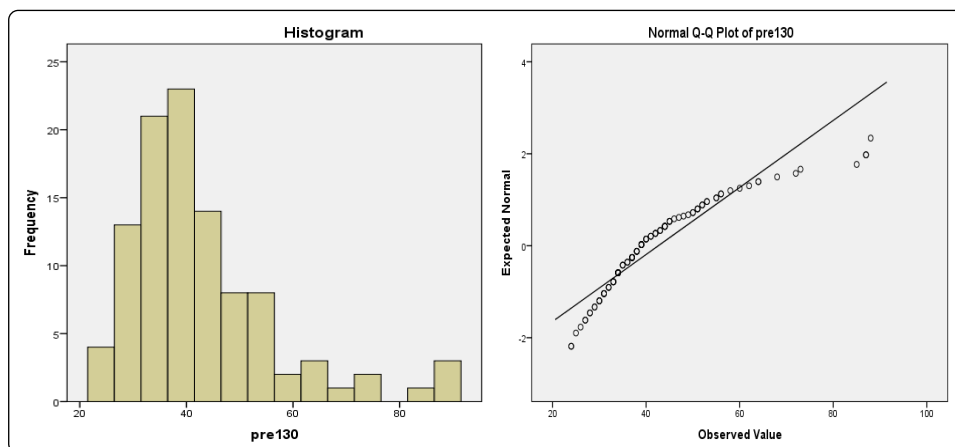 Histogram
25
20
15
10
5
0
Frequency
20 40 60 80
pre130
Normal Q-Q Plot of pre130
4
2
0
-2
Expected Normal
20 40 60 80 100
Observed Value